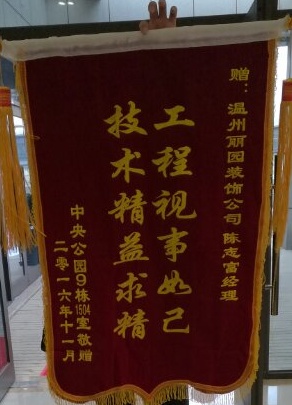 赠：温州丽园装饰公司 陈志富经理
工程视事如己
技术精益求精
中央公园9栋1504室敬赠
二零一六年十一月